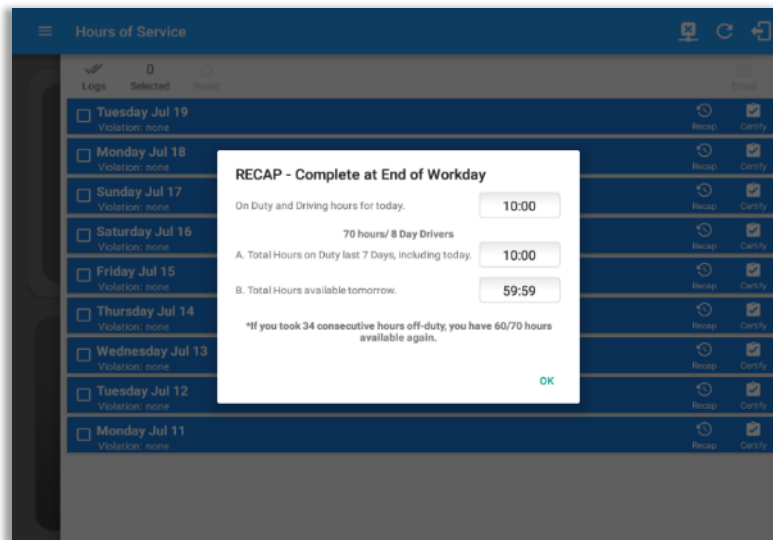 Hours of Service
Logs
0
Selected
Reset
Email
Tuesday Jul 19
Violation: none
Recap
Certify
Monday Jul 18
Violation: none
Recap
Certify
Sunday Jul 17
Violation: none
Recap
Certify
Saturday Jul 16
Violation: none
Recap
Certify
Friday Jul 15
Violation: none
Recap
Certify
Thursday Jul 14
Violation: none
Recap
Certify
Wednesday Jul 13
Violation: none
Recap
Certify
Tuesday Jul 12
Violation: none
Recap
Certify
Monday Jul 11
Violation: none
Recap
Certify
RECAP - Complete at End of Workday
On Duty and Driving hours for today.
10:00
70 hours/ 8 Day Drivers
A. Total Hours on Duty last 7 Days, including today.
10:00
B. Total Hours available tomorrow.
59:59
*If you took 34 consecutive hours off-duty, you have 60/70 hours
available again.
OK